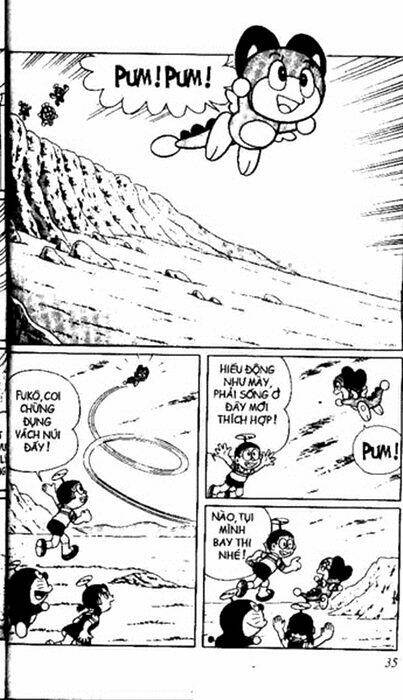 PUM! PUM!
FUKÔ, COI
CHỪNG
ĐỤNG
VÁCH NÚI
ĐẤY!
HIẾU ĐỘNG
NHƯ MÀY,
PHẢI SỐNG Ở
ĐÂY MỚI
THÍCH HỢP!
PUM!
NÀO, TỤI
MÌNH
BAY THI
NHÉ!
35